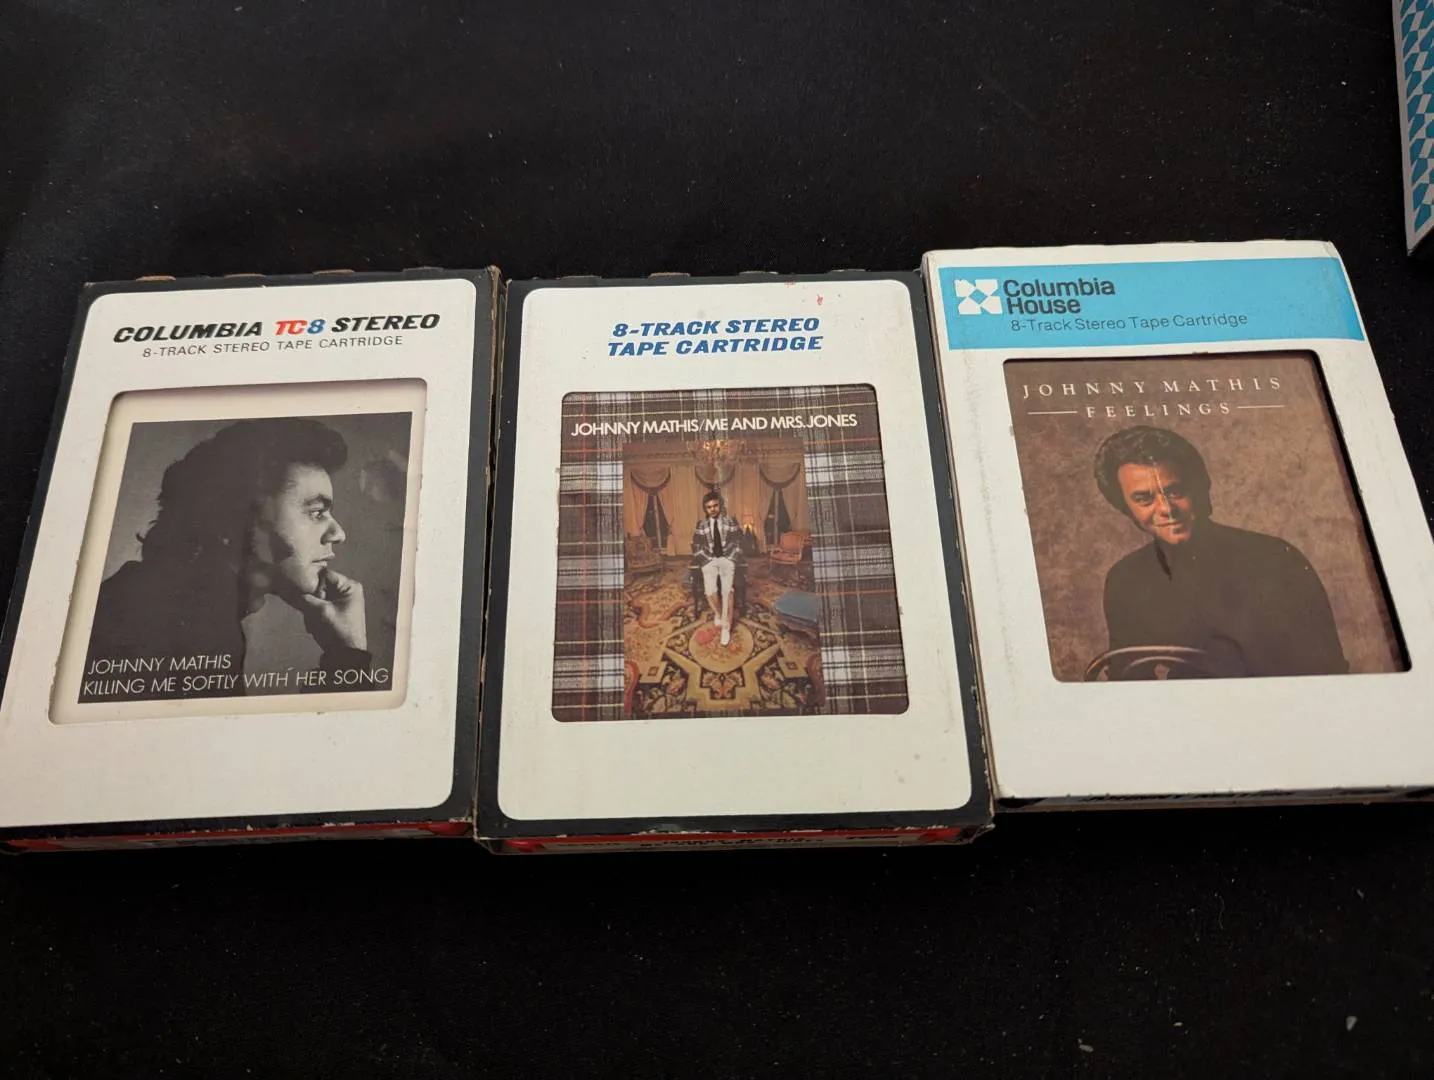 COLUMBIA TC8 STEREO
8-TRACK STEREO TAPE CARTRIDGE
JOHNNY MATHIS
KILLING ME SOFTLY WITH HER SONG
8-TRACK STEREO
TAPE CARTRIDGE
JOHNNY MATHIS/ME AND MRS. JONES
Columbia
House
8-Track Stereo Tape Cartridge
JOHNNY MATHIS
FEELINGS